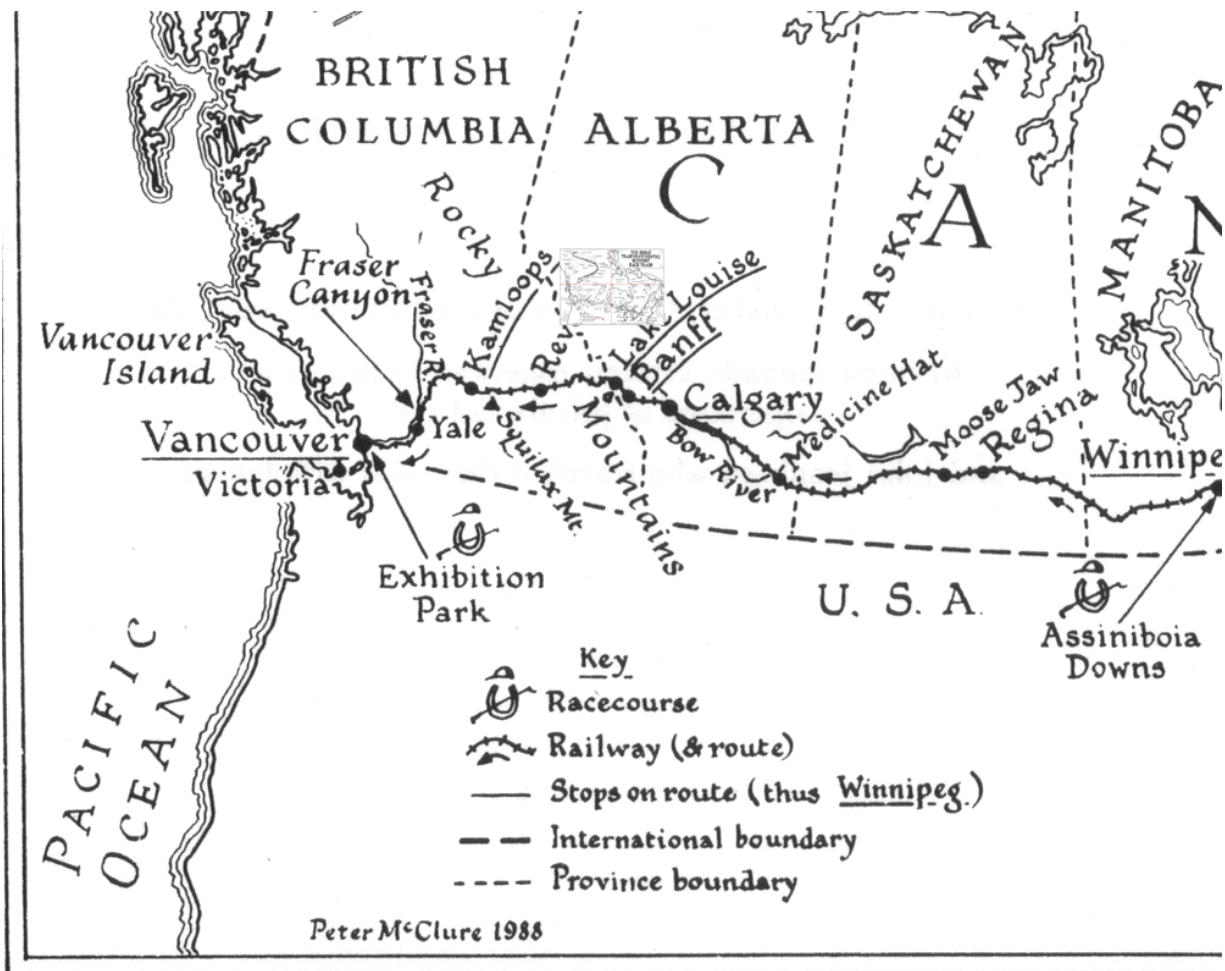 BRITISH
COLUMBIA
ALBERTA
SASKATCHEWAN
MANITOBA
C
A
N
Rocky
Mountains
Fraser
Canyon
Fraser R.
Kamloops
Rev
Lake Louise
Banff
Vancouver
Island
Vancouver
Victoria
Yale
Squilax Mt.
Calgary
Bow River
Medicine Hat
Moose Jaw
Regina
Winnipe
Exhibition
Park
U. S. A.
Assiniboia
Downs
PACIFIC
OCEAN
Key
Racecourse
Railway (& route)
Stops on route (thus Winnipeg.)
International boundary
Province boundary
Peter McClure 1988